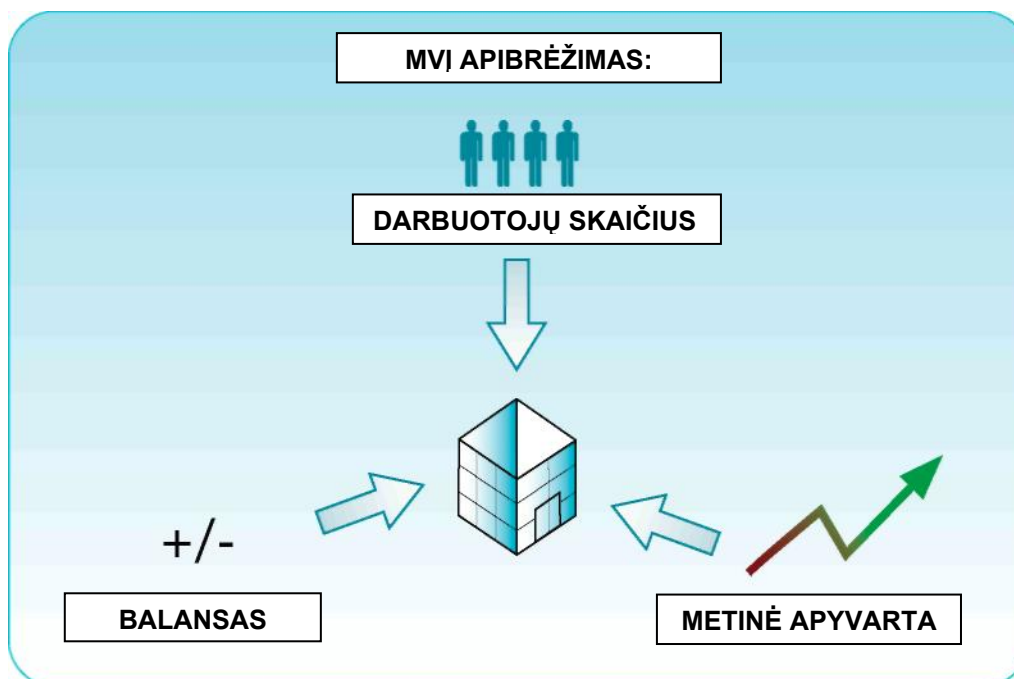 MVĮ APIBRĖŽIMAS:
DARBUOTOJŲ SKAIČIUS
+/-
BALANSAS
METINĖ APYVARTA